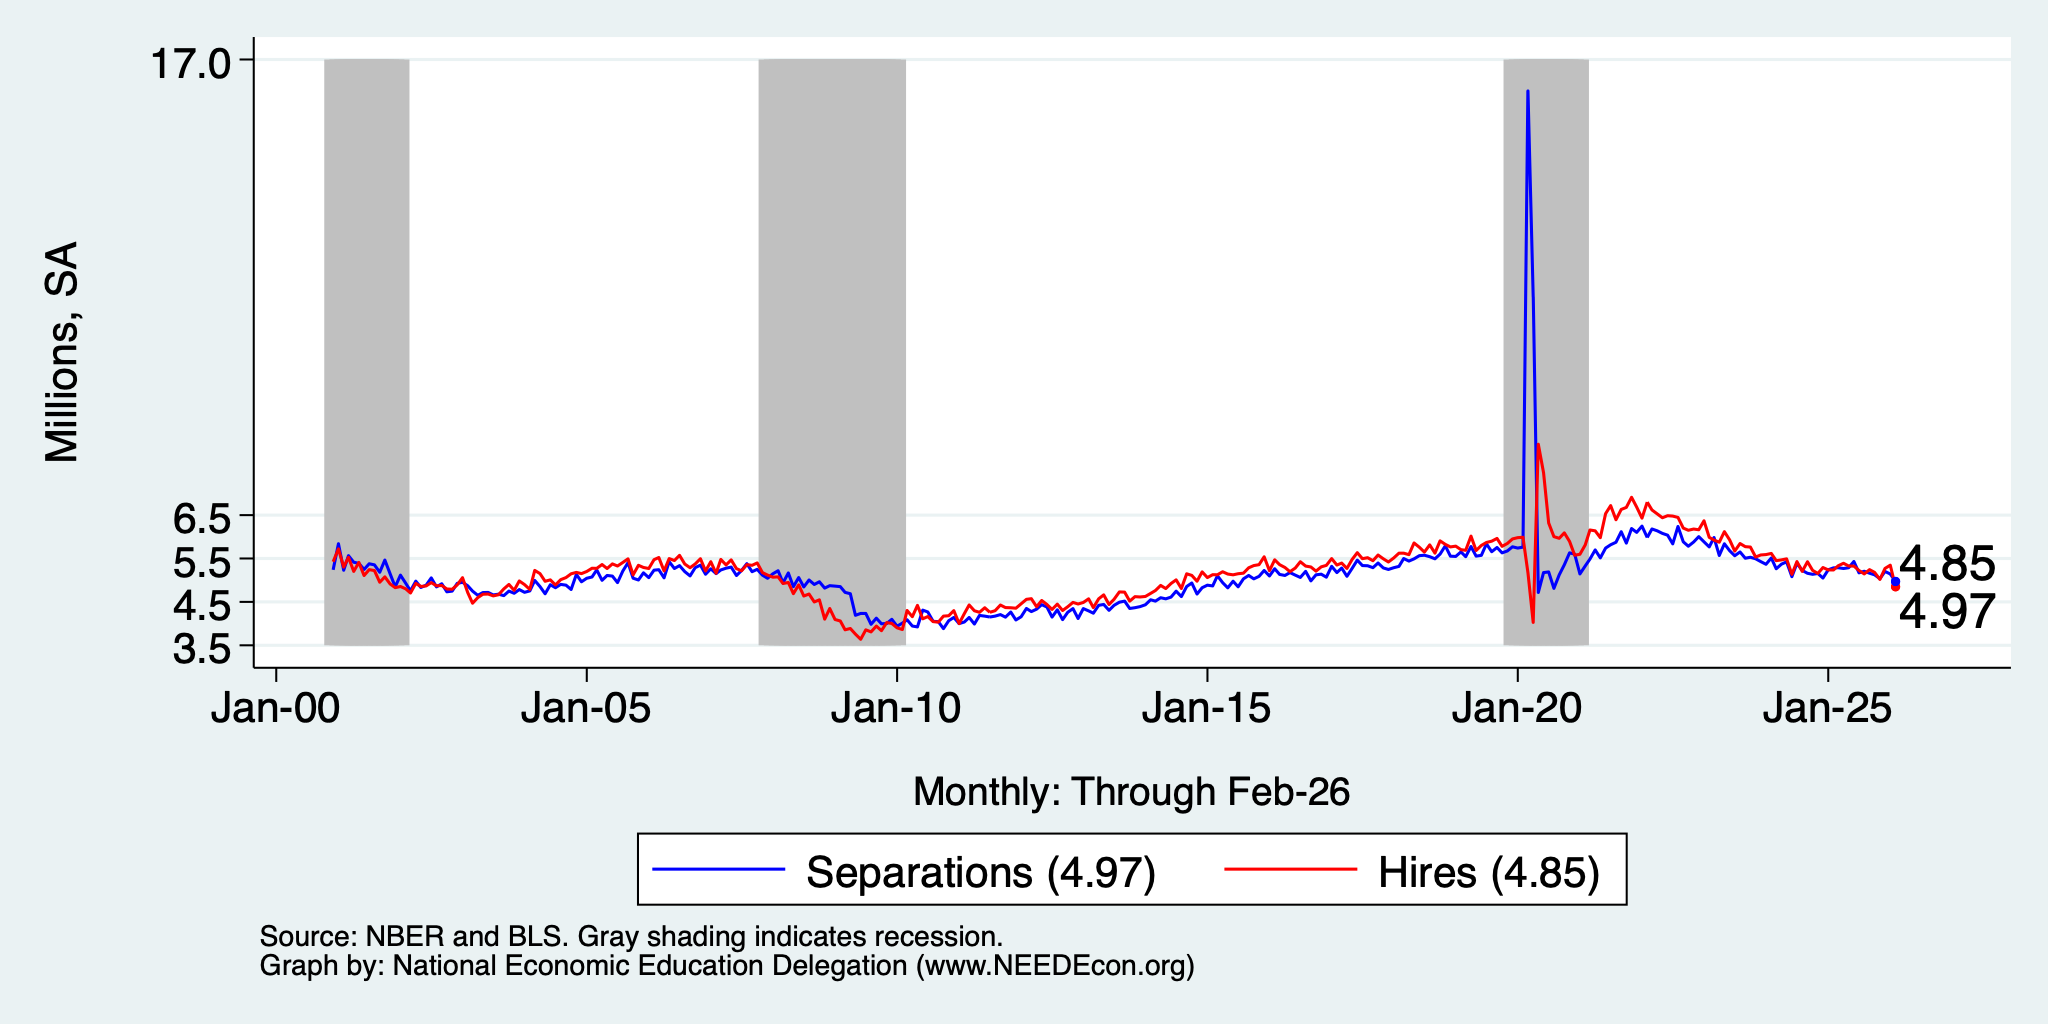 17.0
6.5
5.5
4.5
3.5
Millions, SA
4.85
4.97
Jan-00 Jan-05 Jan-10 Jan-15 Jan-20 Jan-25
Monthly: Through Feb-26
Separations (4.97) Hires (4.85)
Source: NBER and BLS. Gray shading indicates recession.
Graph by: National Economic Education Delegation (www.NEEDEcon.org)